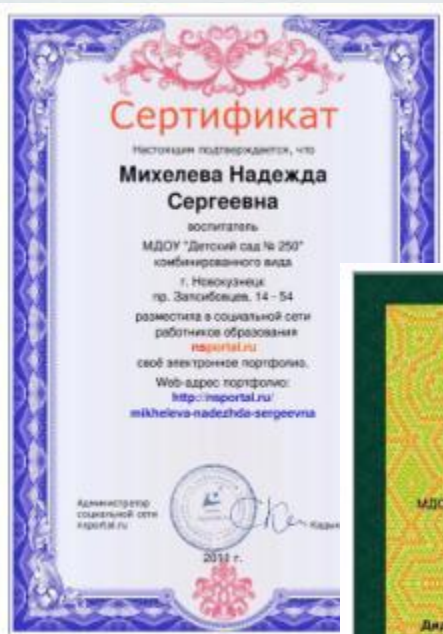 Сертификат
Настоящим подтверждается, что
Михелева Надежда
Сергеевна
воспитатель
МДОУ "Детский сад № 250"
комбинированного вида
г. Новокузнецк
пр. Запсибовцев, 14 - 54
разместила в социальной сети
работников образования
nsportal.ru
своё электронное портфолио.
Web-адрес портфолио:
http://nsportal.ru/
mikheleva-nadezhda-sergeevna
Администратор
социальной сети
nsportal.ru
МДОУ